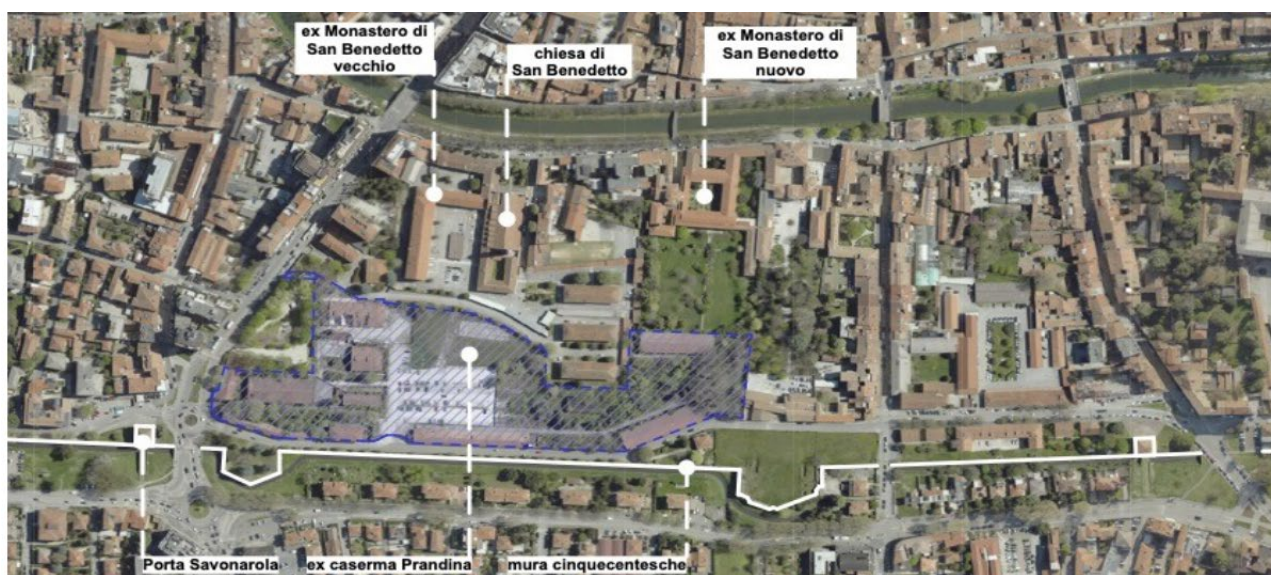 ex Monastero di
San Benedetto
vecchio
chiesa di
San Benedetto
ex Monastero di
San Benedetto
nuovo
Porta Savonarola
ex caserma Prandina
mura cinquecentesche